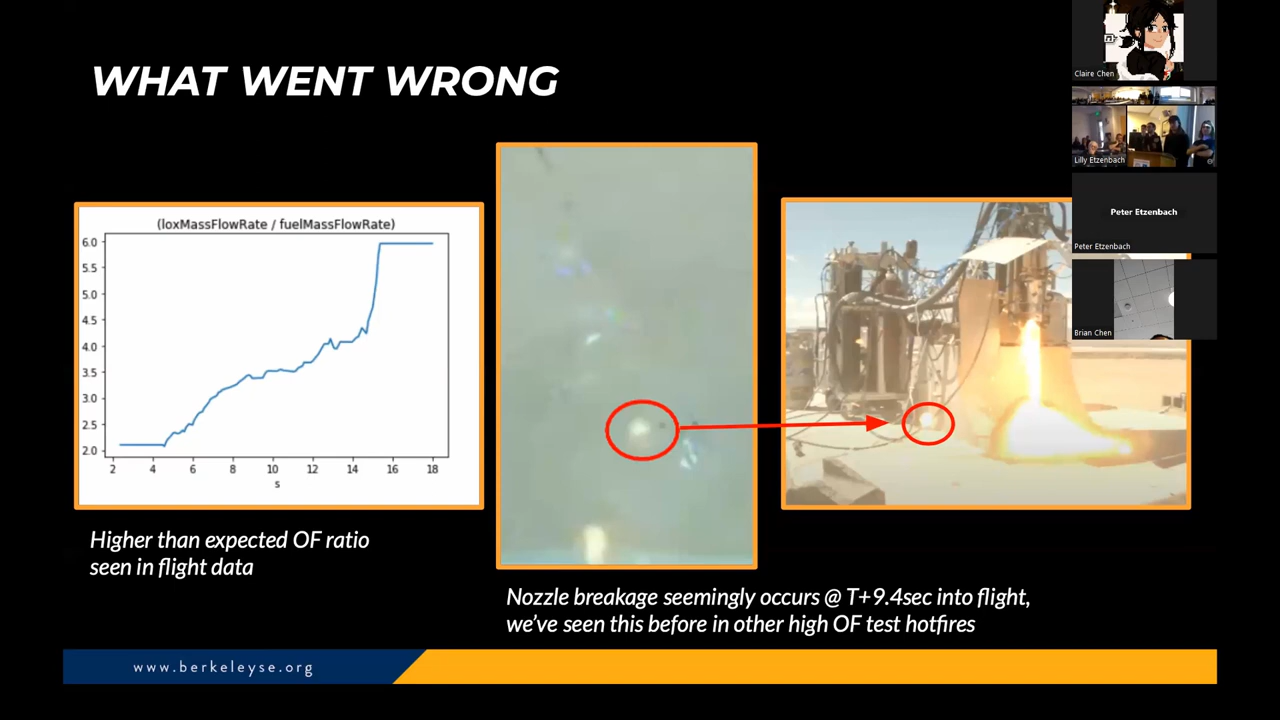 WHAT WENT WRONG
Claire Chen
Lilly Etzenbach
Peter Etzenbach
Peter Etzenbach
Brian Chen
(loxMassFlowRate / fuelMassFlowRate)
6.0
5.5
5.0
4.5
4.0
3.5
3.0
2.5
2.0
2 4 6 8 10 12 14 16 18
s
Higher than expected OF ratio
seen in flight data
Nozzle breakage seemingly occurs @ T+9.4sec into flight,
we've seen this before in other high OF test hotfires
www.berkeleyse.org